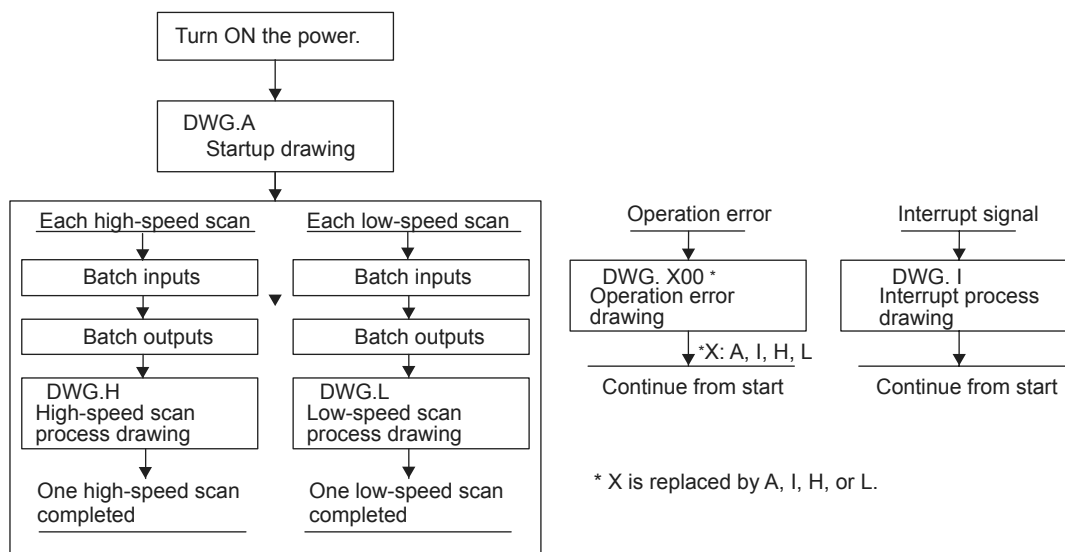 Turn ON the power.
DWG.A
Startup drawing
Each high-speed scan
Batch inputs
Batch outputs
DWG.H
High-speed scan
process drawing
One high-speed scan
completed
Each low-speed scan
Batch inputs
Batch outputs
DWG.L
Low-speed scan
process drawing
One low-speed scan
completed
Operation error
DWG. X00 *
Operation error
drawing
*X: A, I, H, L
Continue from start
Interrupt signal
DWG. I
Interrupt process
drawing
Continue from start
* X is replaced by A, I, H, or L.